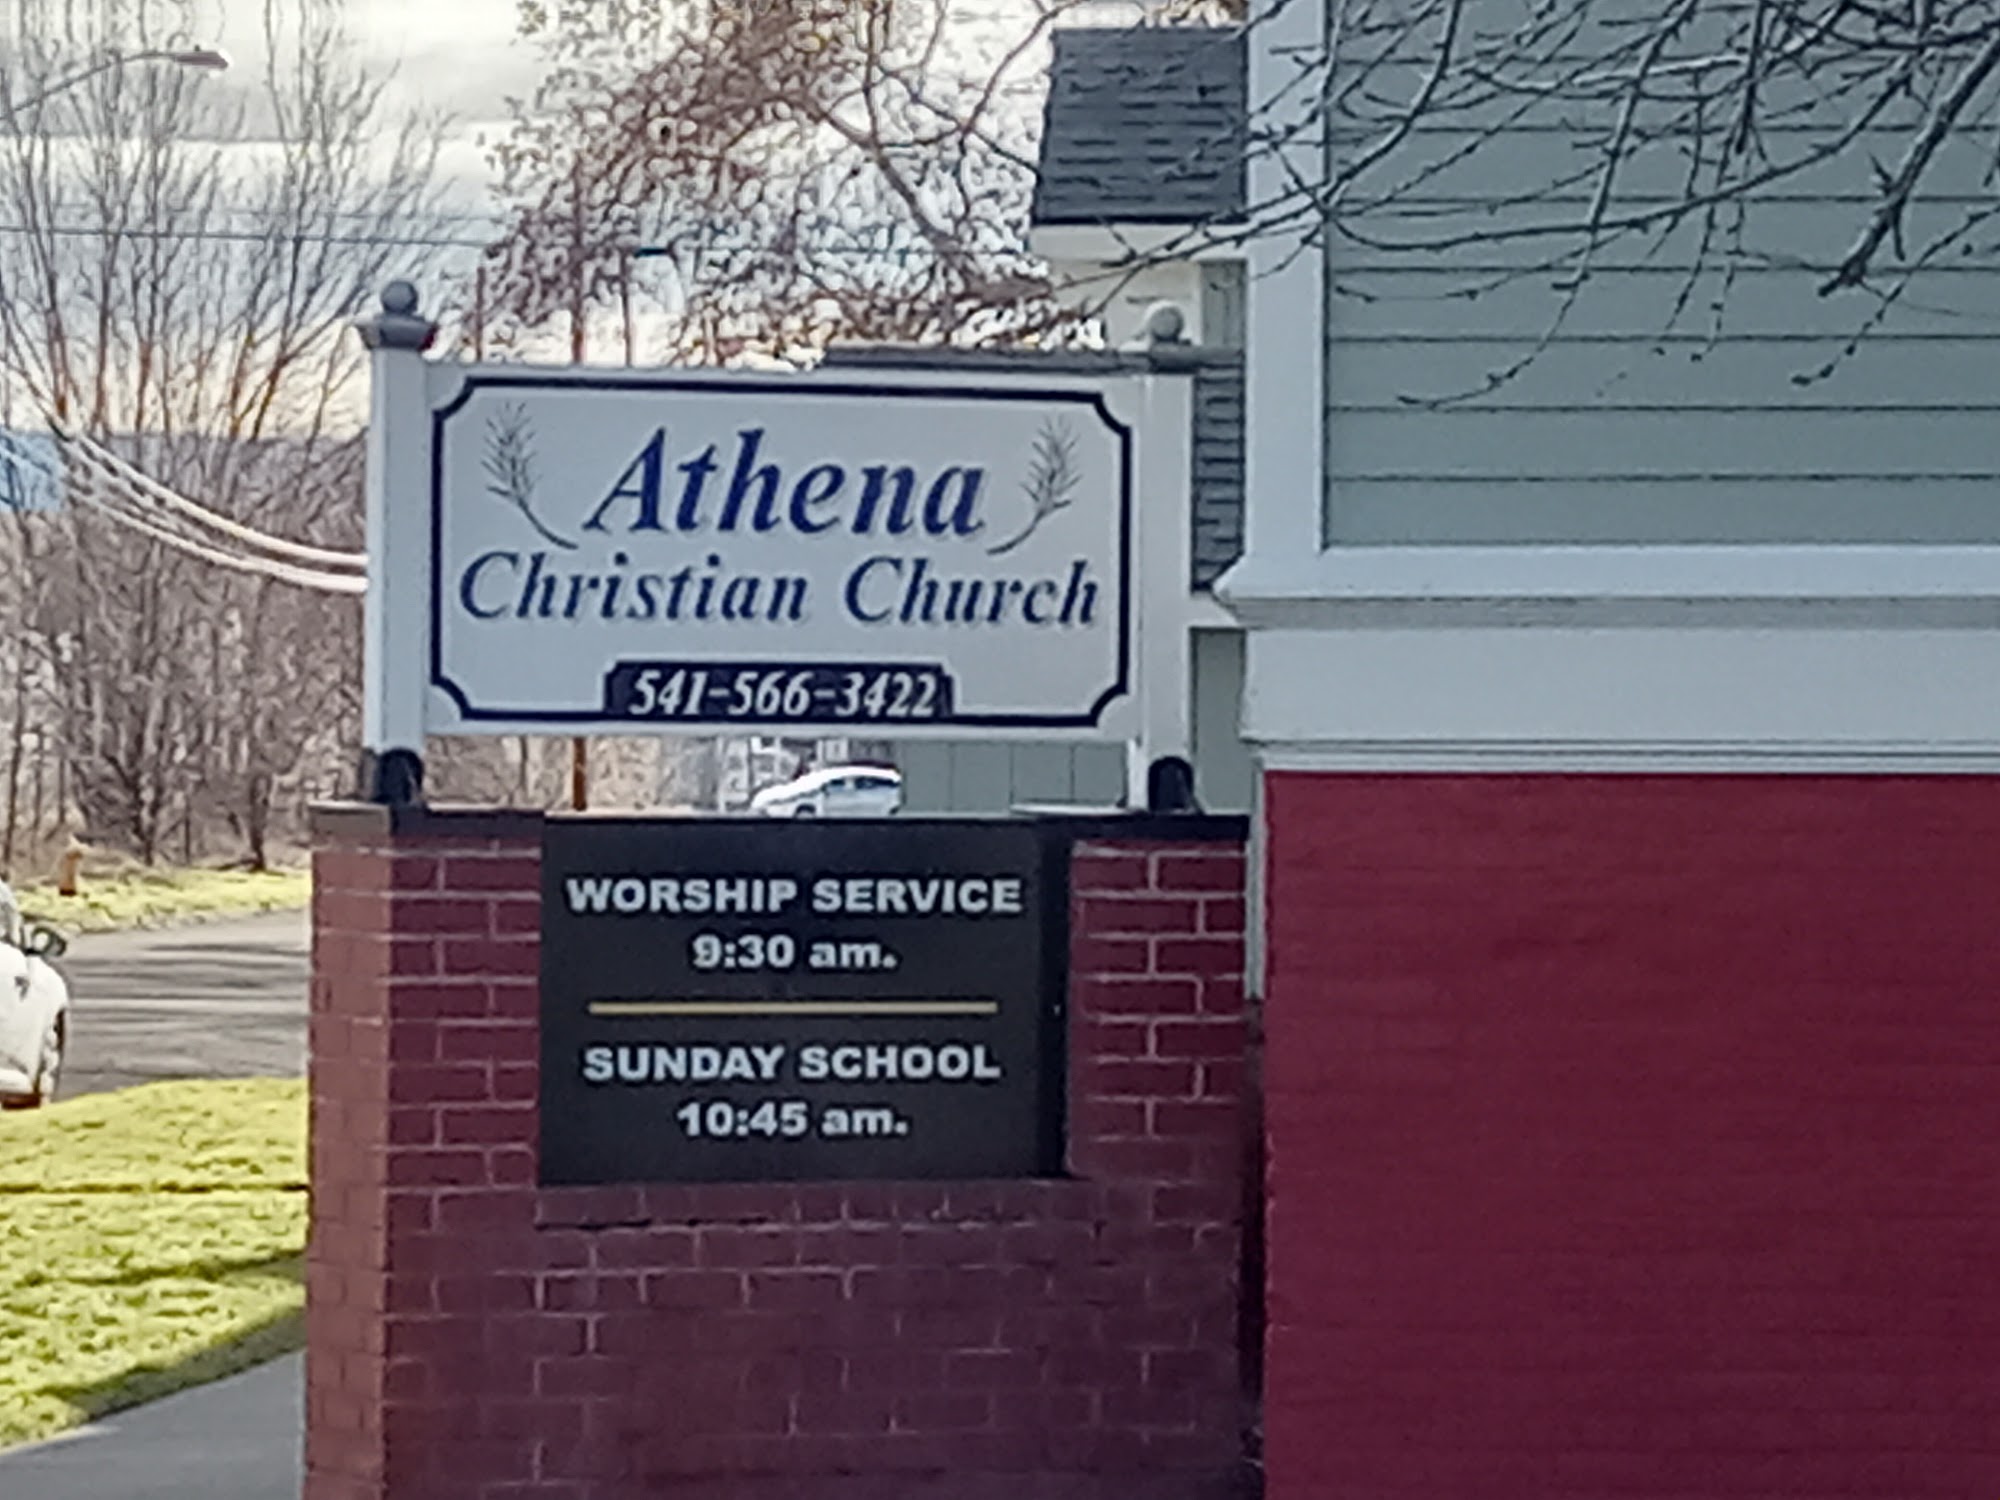 Athena
Christian Church
541-566-3422
WORSHIP SERVICE
9:30 am.
SUNDAY SCHOOL
10:45 am.